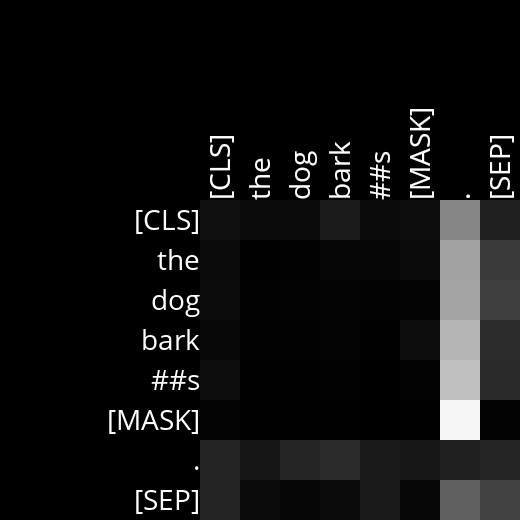 [CLS] the dog bark ##s [MASK] . [SEP]
[CLS]
the
dog
bark
##s
[MASK]
.
[SEP]